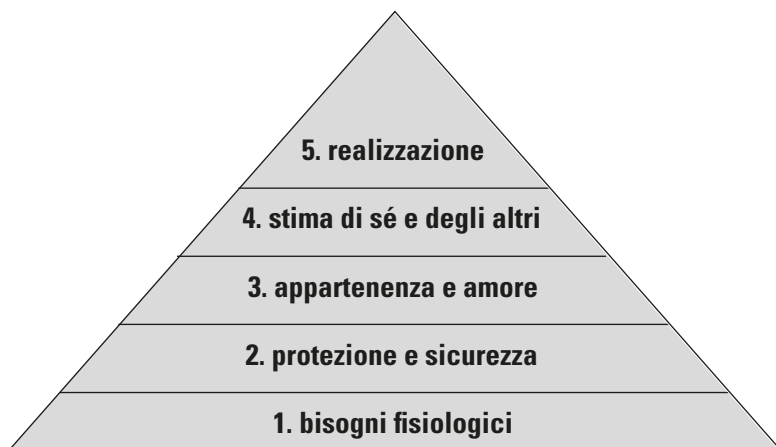 5. realizzazione
4. stima di sé e degli altri
3. appartenenza e amore
2. protezione e sicurezza
1. bisogni fisiologici